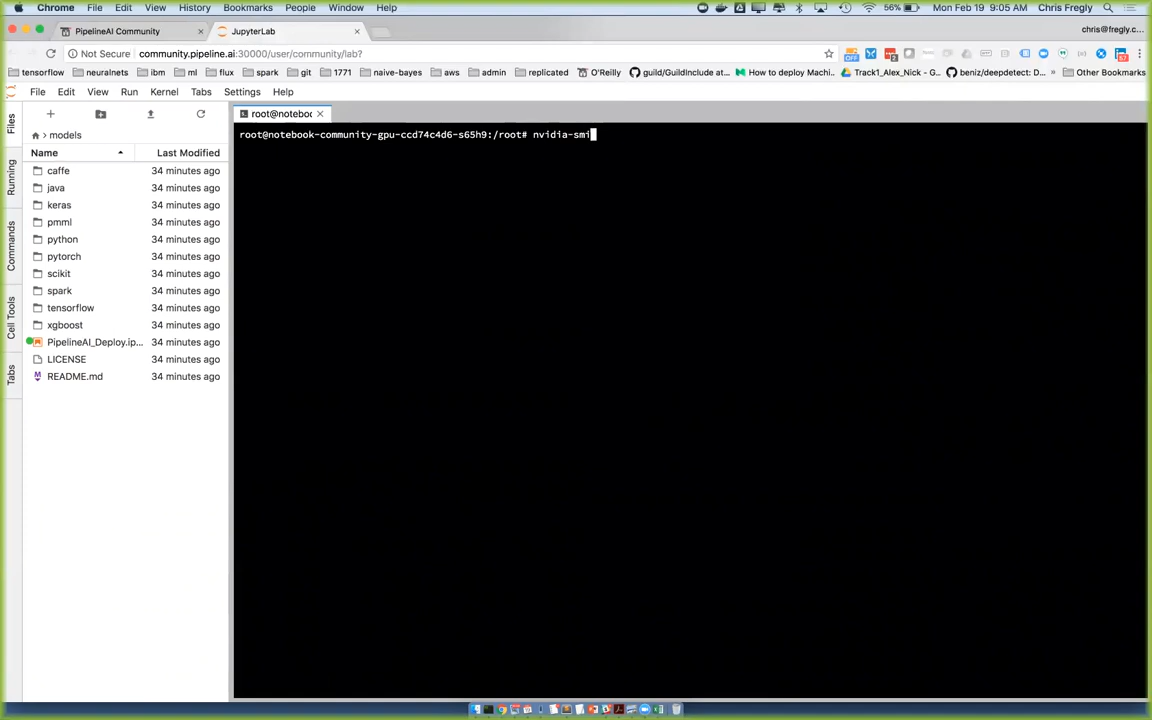 Chrome File Edit View History Bookmarks People Window Help 56% Mon Feb 19 9:05 AM Chris Fregly
PipelineAI Community JupyterLab chris@fregly.com
Not Secure community.pipeline.ai:30000/user/community/lab?
tensorflow neuralnets ibm ml flux spark git 1771 naive-bayes aws admin replicated O'Reilly guild/GuildInclude at... How to deploy Machi... Track1_Alex_Nick - G... beniz/deepdetect: D... » Other Bookmarks
File Edit View Run Kernel Tabs Settings Help
Files
Running
Commands
Cell Tools
Tabs
models
Name Last Modified
caffe 34 minutes ago
java 34 minutes ago
keras 34 minutes ago
pmml 34 minutes ago
python 34 minutes ago
pytorch 34 minutes ago
scikit 34 minutes ago
spark 34 minutes ago
tensorflow 34 minutes ago
xgboost 34 minutes ago
PipelineAI_Deploy.ip... 34 minutes ago
LICENSE 34 minutes ago
README.md 34 minutes ago
root@noteboo
root@notebook-community-gpu-ccd74c4d6-s65h9:/root# nvidia-smi